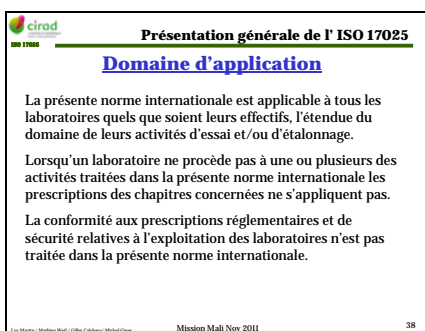 cirad
ISO 17025
Présentation générale de l' ISO 17025
Domaine d'application
La présente norme internationale est applicable à tous les
laboratoires quels que soient leurs effectifs, l'étendue du
domaine de leurs activités d'essai et/ou d'étalonnage.
Lorsqu'un laboratoire ne procède pas à une ou plusieurs des
activités traitées dans la présente norme internationale les
prescriptions des chapitres concernées ne s'appliquent pas.
La conformité aux prescriptions réglementaires et de
sécurité relatives à l'exploitation des laboratoires n'est pas
traitée dans la présente norme internationale.
Mission Mali Nov 2011
38